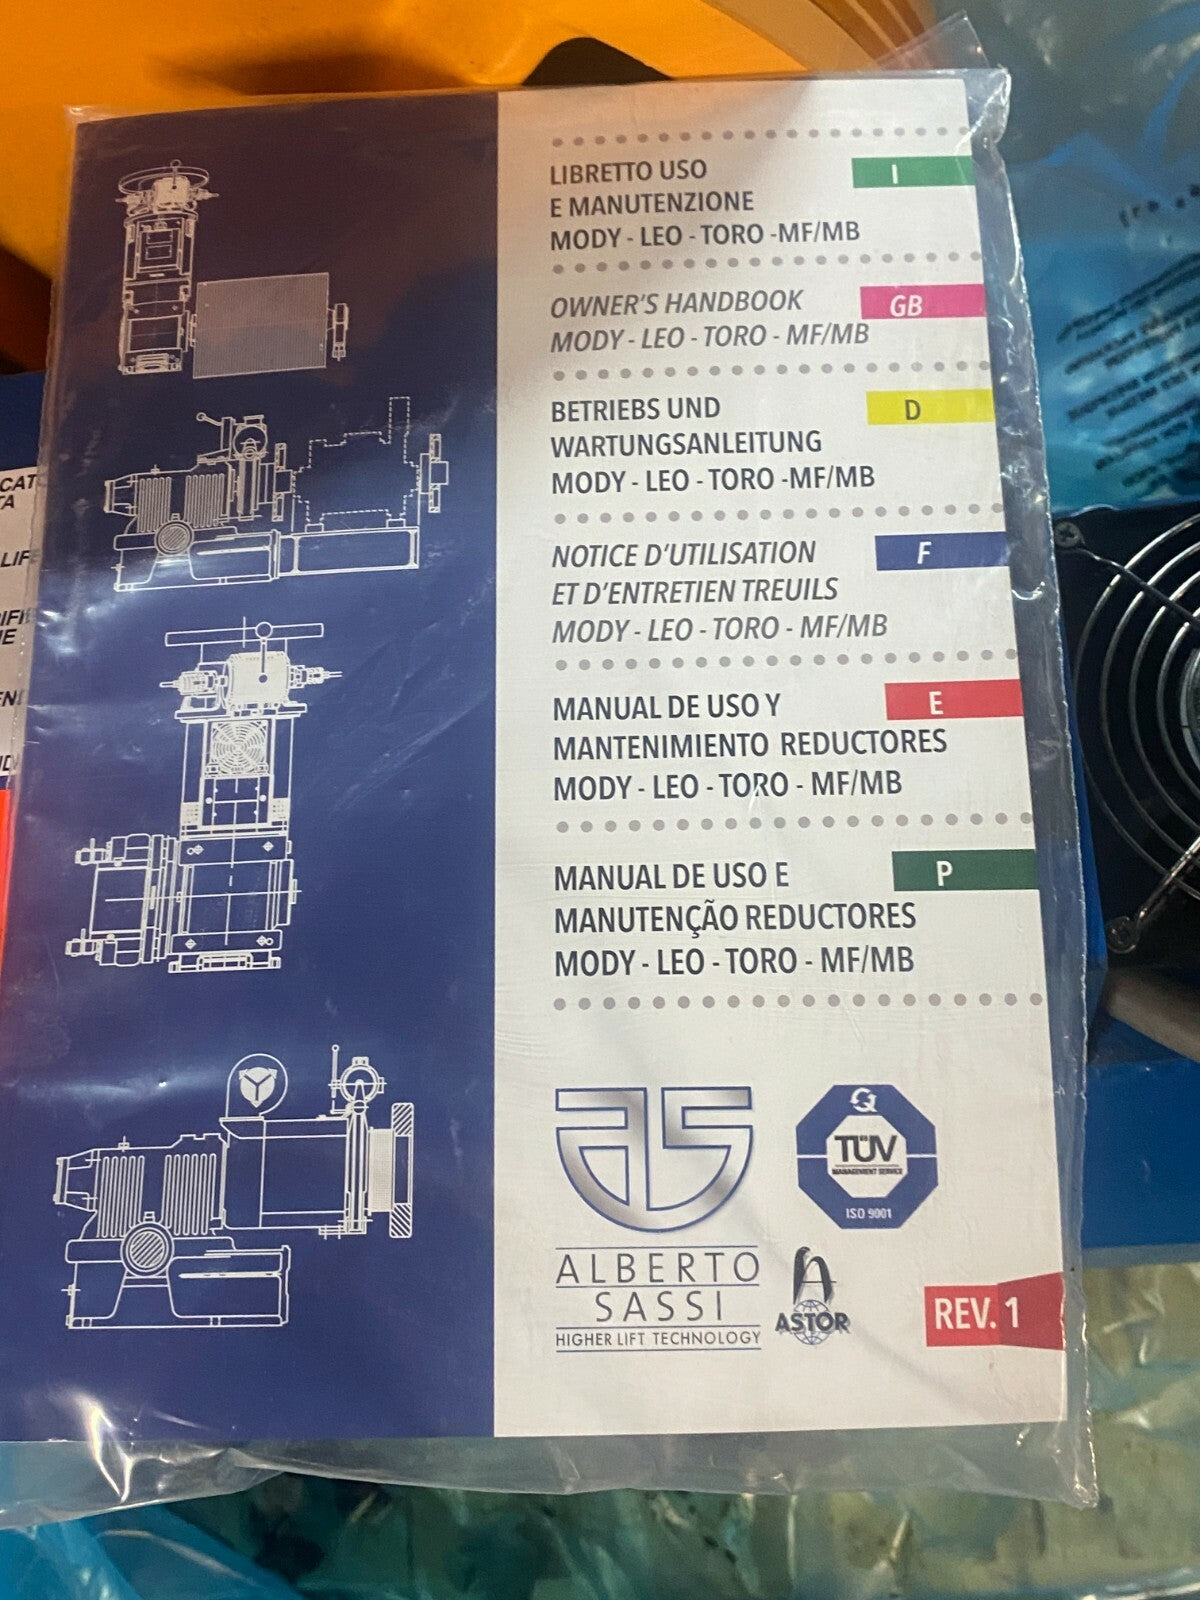 LIBRETTO USO
E MANUTENZIONE
MODY - LEO - TORO -MF/MB
I
OWNER'S HANDBOOK
MODY - LEO - TORO - MF/MB
GB
BETRIEBS UND
WARTUNGSANLEITUNG
MODY - LEO - TORO -MF/MB
D
NOTICE D'UTILISATION
ET D'ENTRETIEN TREUILS
MODY - LEO - TORO - MF/MB
F
MANUAL DE USO Y
MANTENIMIENTO REDUCTORES
MODY - LEO - TORO - MF/MB
E
MANUAL DE USO E
MANUTENÇÃO REDUCTORES
MODY - LEO - TORO - MF/MB
P
TÜV
MANAGEMENT SERVICE
ISO 9001
ALBERTO
SASSI
HIGHER LIFT TECHNOLOGY
ASTOR
REV. 1